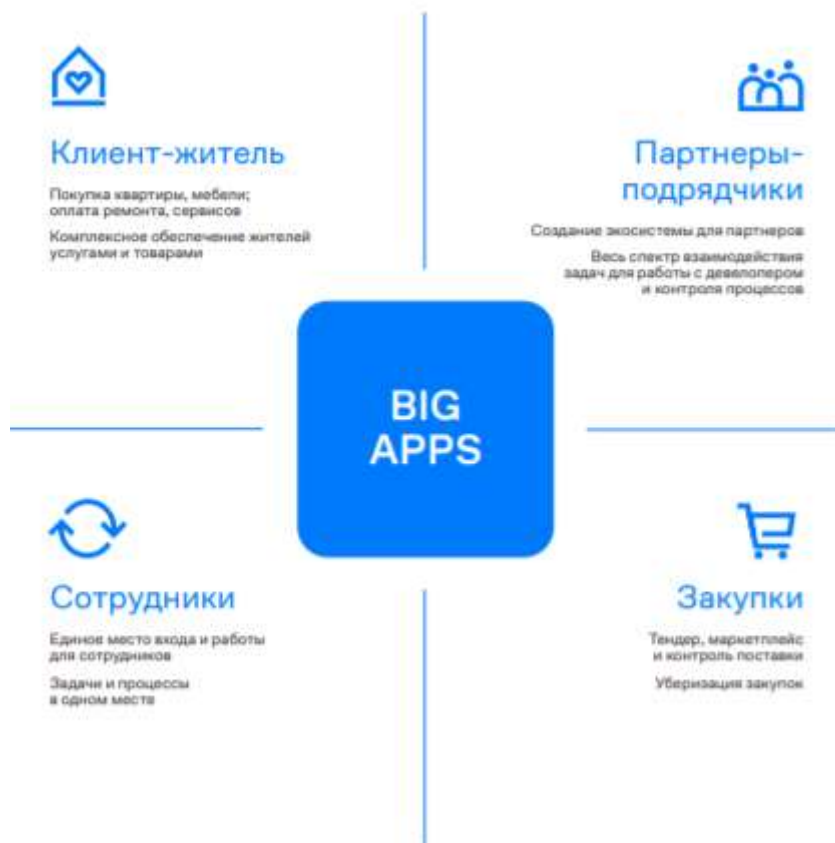 Клиент-житель
Покупка квартиры, мебели;
оплата ремонта, сервисов
Комплексное обеспечение жителей
услугами и товарами
Партнеры-
подрядчики
Создание экосистемы для партнеров
Весь спектр взаимодействия
задач для работы с девелопером
и контроля процессов
BIG
APPS
Сотрудники
Единое место входа и работы
для сотрудников
Задачи и процессы
в одном месте
Закупки
Тендер, маркетплейс
и контроль поставки
Уберизация закупок